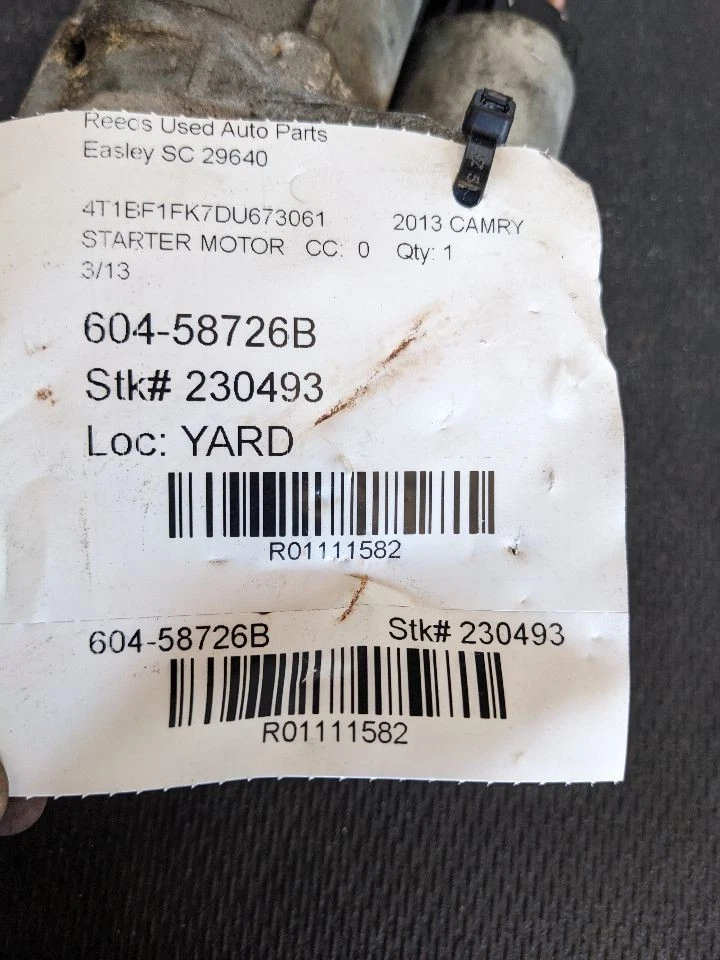 Reeds Used Auto Parts
Easley SC 29640
4T1BF1FK7DU673061 2013 CAMRY
STARTER MOTOR CC: 0 Qty: 1
3/13
604-58726B
Stk# 230493
Loc: YARD
R01111582
604-58726B Stk# 230493
R01111582